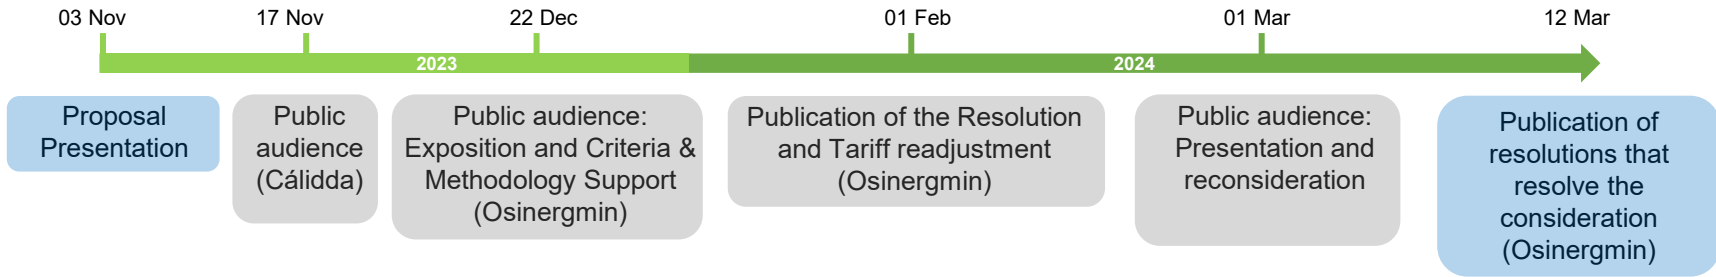 03 Nov
17 Nov
22 Dec
01 Feb
01 Mar
12 Mar
2023
2024
Proposal
Presentation
Public
audience
(Cálidda)
Public audience:
Exposition and Criteria &
Methodology Support
(Osinergmin)
Publication of the Resolution
and Tariff readjustment
(Osinergmin)
Public audience:
Presentation and
reconsideration
Publication of
resolutions that
resolve the
consideration
(Osinergmin)